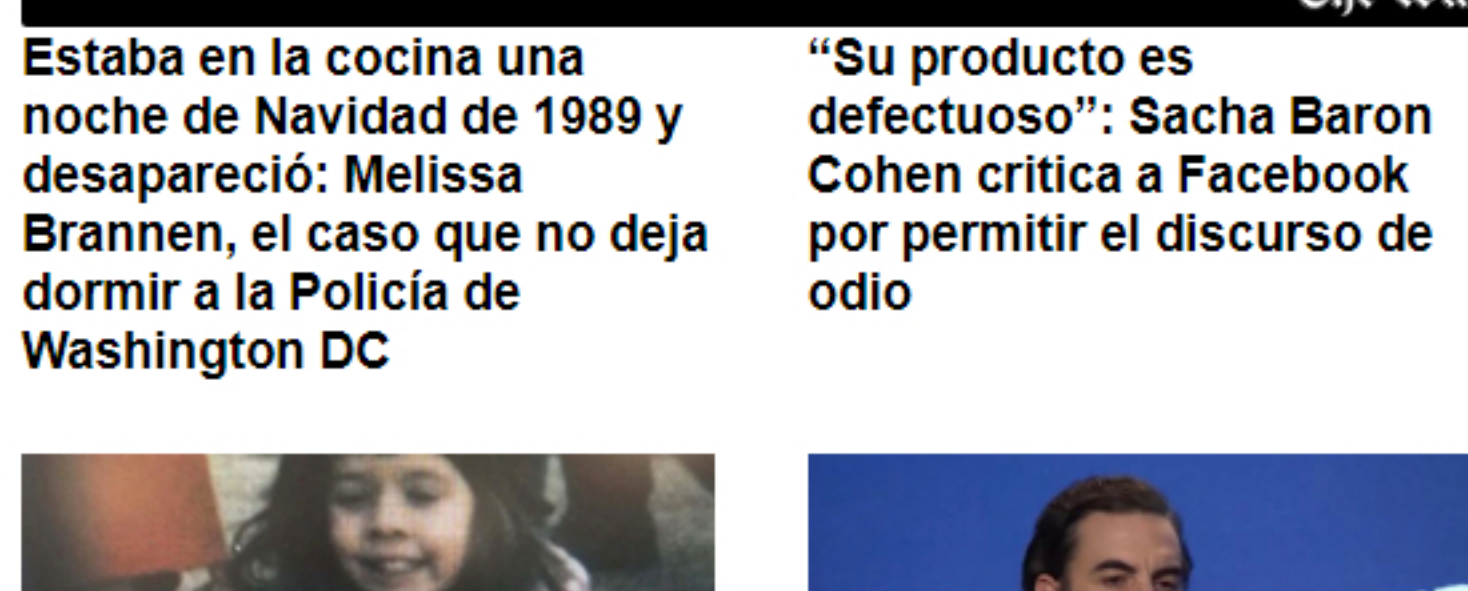 Estaba en la cocina una
noche de Navidad de 1989 y
desapareció: Melissa
Brannen, el caso que no deja
dormir a la Policía de
Washington DC
“Su producto es
defectuoso”: Sacha Baron
Cohen critica a Facebook
por permitir el discurso de
odio